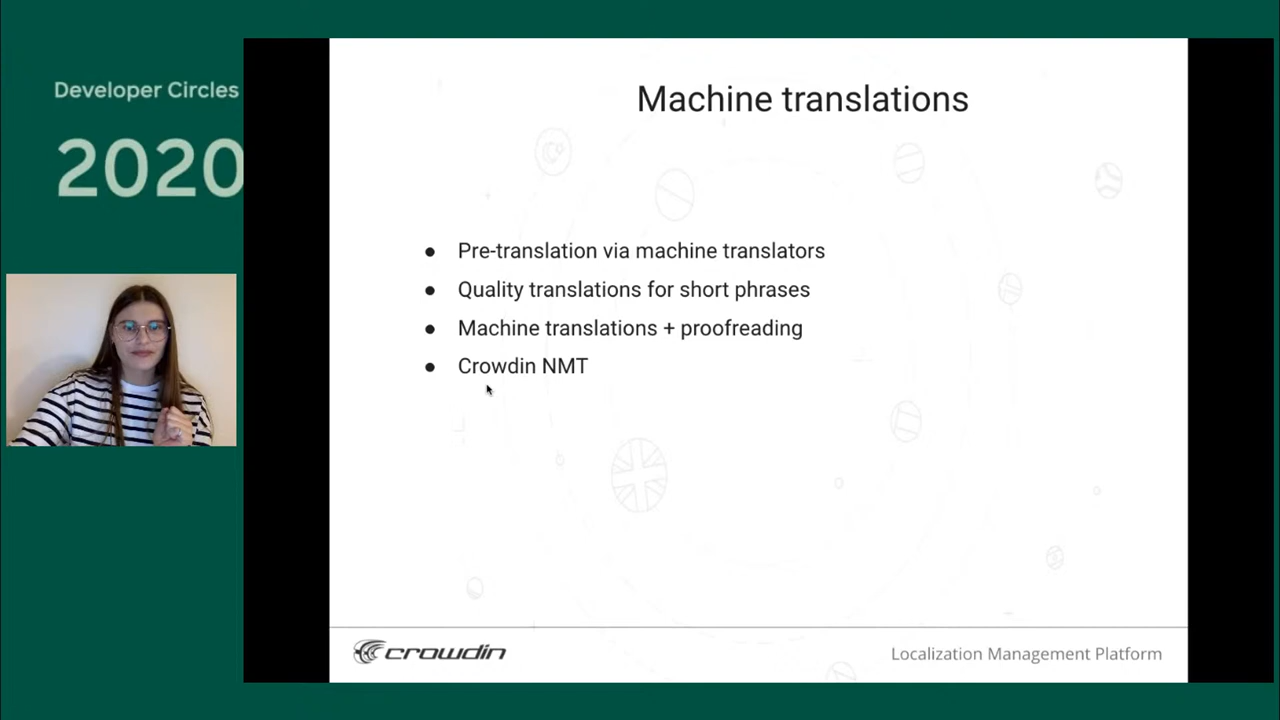 Developer Circles
2020
Machine translations
● Pre-translation via machine translators
● Quality translations for short phrases
● Machine translations + proofreading
● Crowdin NMT
crowdin
Localization Management Platform